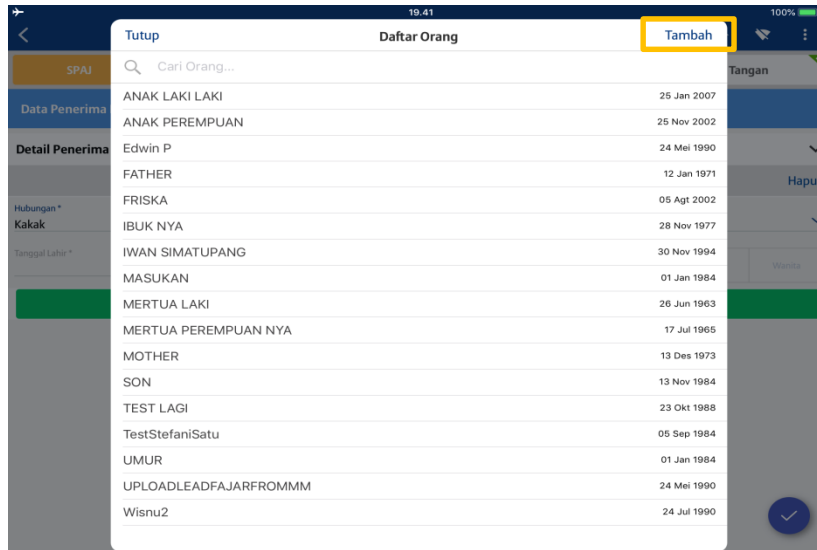 19.41 100%
Tutup Daftar Orang Tambah
SPAJ Cari Orang... Tangan
ANAK LAKI LAKI 25 Jan 2007
Data Penerima
ANAK PEREMPUAN 25 Nov 2002
Detail Penerima Edwin P 24 Mei 1990
FATHER 12 Jan 1971
Hapu
FRISKA 05 Agt 2002
Hubungan *
Kakak IBUK NYA 28 Nov 1977
Tanggal Lahir * IWAN SIMATUPANG 30 Nov 1994
Wanita
MASUKAN 01 Jan 1984
MERTUA LAKI 26 Jun 1963
MERTUA PEREMPUAN NYA 17 Jul 1965
MOTHER 13 Des 1973
SON 13 Nov 1984
TEST LAGI 23 Okt 1988
TestStefaniSatu 05 Sep 1984
UMUR 01 Jan 1984
UPLOADLEADFAJARFROMMM 24 Mei 1990
Wisnu2 24 Jul 1990